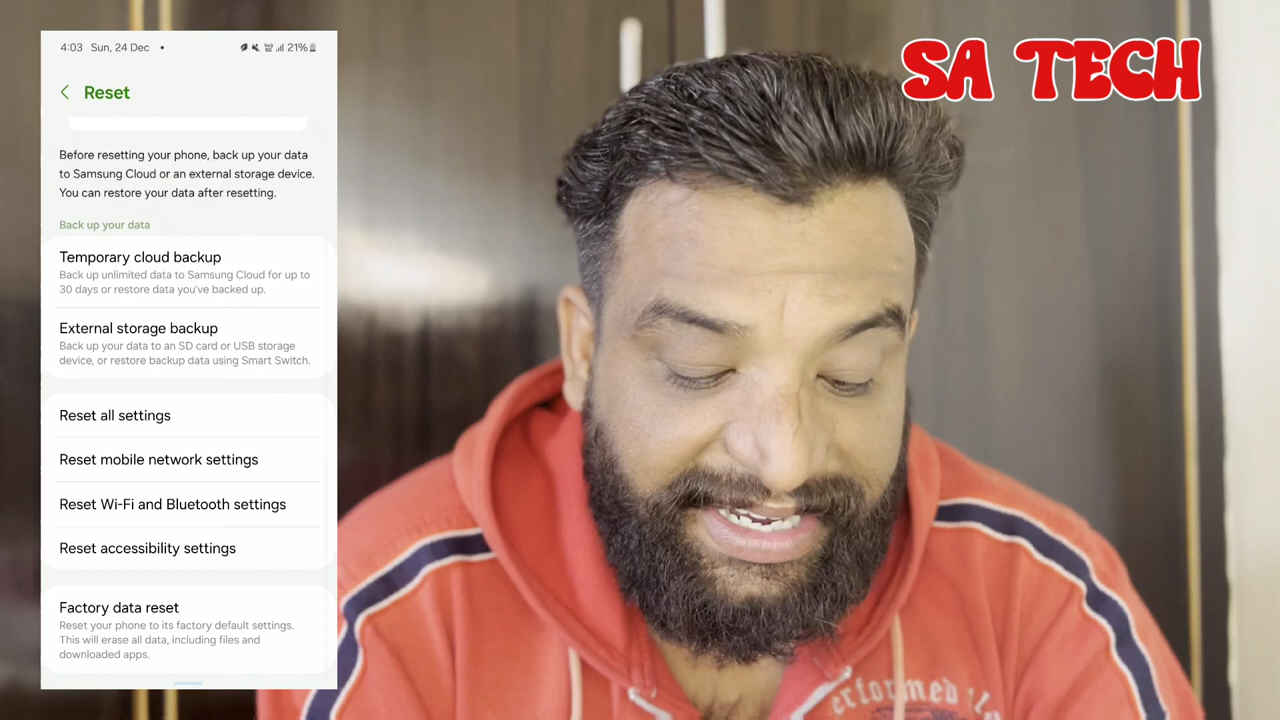 4:03 Sun, 24 Dec •
21%
Reset
Before resetting your phone, back up your data
to Samsung Cloud or an external storage device.
You can restore your data after resetting.
Back up your data
Temporary cloud backup
Back up unlimited data to Samsung Cloud for up to
30 days or restore data you've backed up.
External storage backup
Back up your data to an SD card or USB storage
device, or restore backup data using Smart Switch.
Reset all settings
Reset mobile network settings
Reset Wi-Fi and Bluetooth settings
Reset accessibility settings
Factory data reset
Reset your phone to its factory default settings.
This will erase all data, including files and
downloaded apps.
SA TECH